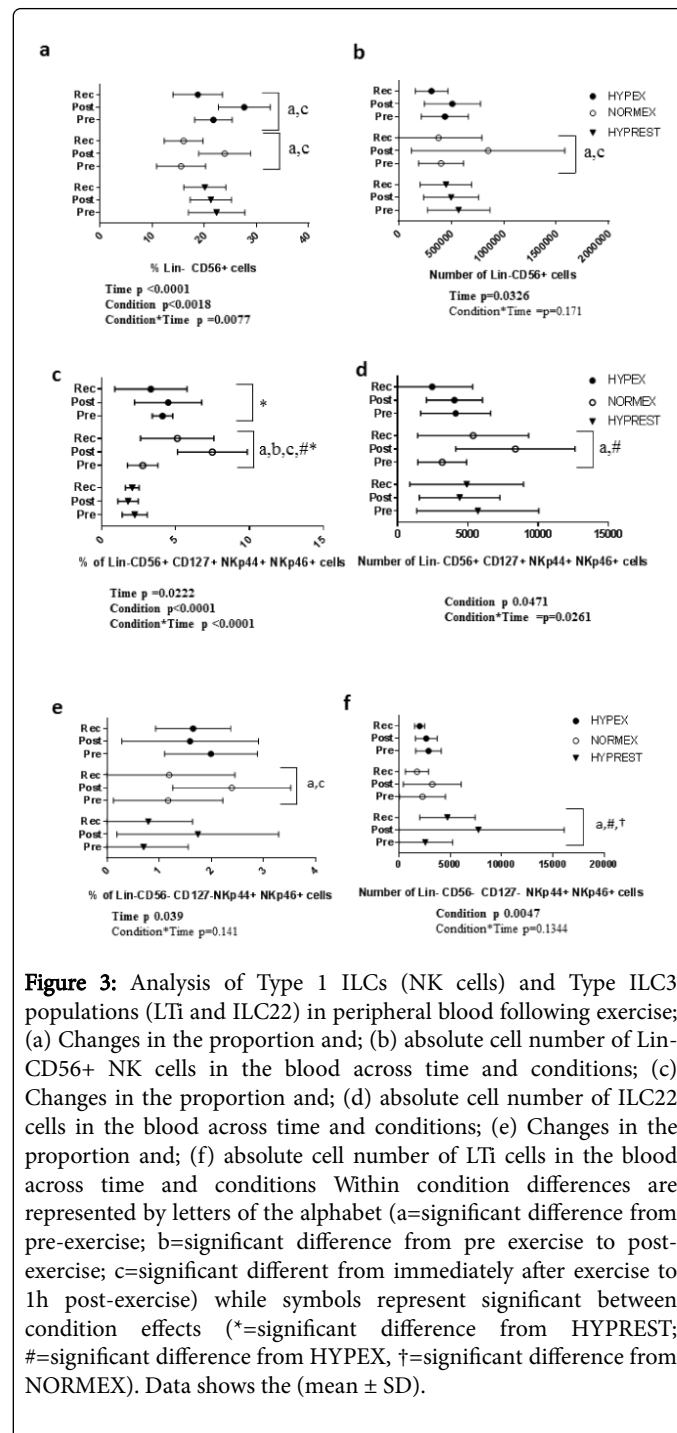 a
b
Rec
Post
Pre
Rec
Post
Pre
Rec
Post
Pre
a,c
a,c
0
10
20
30
40
% Lin- CD56+ cells
Time p <0.0001
Condition p<0.0018
Condition*Time p =0.0077
Rec
Post
Pre
Rec
Post
Pre
Rec
Post
Pre
HYPEX
NORMEX
HYPREST
a,c
0
500000
1000000
1500000
2000000
Number of Lin-CD56+ cells
Time p=0.0326
Condition*Time =p=0.171
c
d
Rec
Post
Pre
Rec
Post
Pre
Rec
Post
Pre
*
a,b,c,#*
0
5
10
15
% of Lin-CD56+ CD127+ NKp44+ NKp46+ cells
Time p =0.0222
Condition p<0.0001
Condition*Time p <0.0001
Rec
Post
Pre
Rec
Post
Pre
Rec
Post
Pre
HYPEX
NORMEX
HYPREST
a,#
0
5000
10000
15000
Number of Lin- CD56+ CD127+ NKp44+ NKp46+ cells
Condition p 0.0471
Condition*Time =p=0.0261
e
f
Rec
Post
Pre
Rec
Post
Pre
Rec
Post
Pre
a,c
0
1
2
3
4
% of Lin-CD56- CD127-NKp44+ NKp46+ cells
Time p 0.039
Condition*Time p=0.141
Rec
Post
Pre
Rec
Post
Pre
Rec
Post
Pre
HYPEX
NORMEX
HYPREST
a,#,†
0
5000
10000
15000
20000
Number of Lin- CD56- CD127- NKp44+ NKp46+ cells
Condition p 0.0047
Condition*Time p=0.1344
Figure 3: Analysis of Type 1 ILCs (NK cells) and Type ILC3
populations (LTi and ILC22) in peripheral blood following exercise;
(a) Changes in the proportion and; (b) absolute cell number of Lin-
CD56+ NK cells in the blood across time and conditions; (c)
Changes in the proportion and; (d) absolute cell number of ILC22
cells in the blood across time and conditions; (e) Changes in the
proportion and; (f) absolute cell number of LTi cells in the blood
across time and conditions Within condition differences are
represented by letters of the alphabet (a=significant difference from
pre-exercise; b=significant difference from pre exercise to post-
exercise; c=significant different from immediately after exercise to
1h post-exercise) while symbols represent significant between
condition effects (*=significant difference from HYPREST;
#=significant difference from HYPEX, †=significant difference from
NORMEX). Data shows the (mean ± SD).